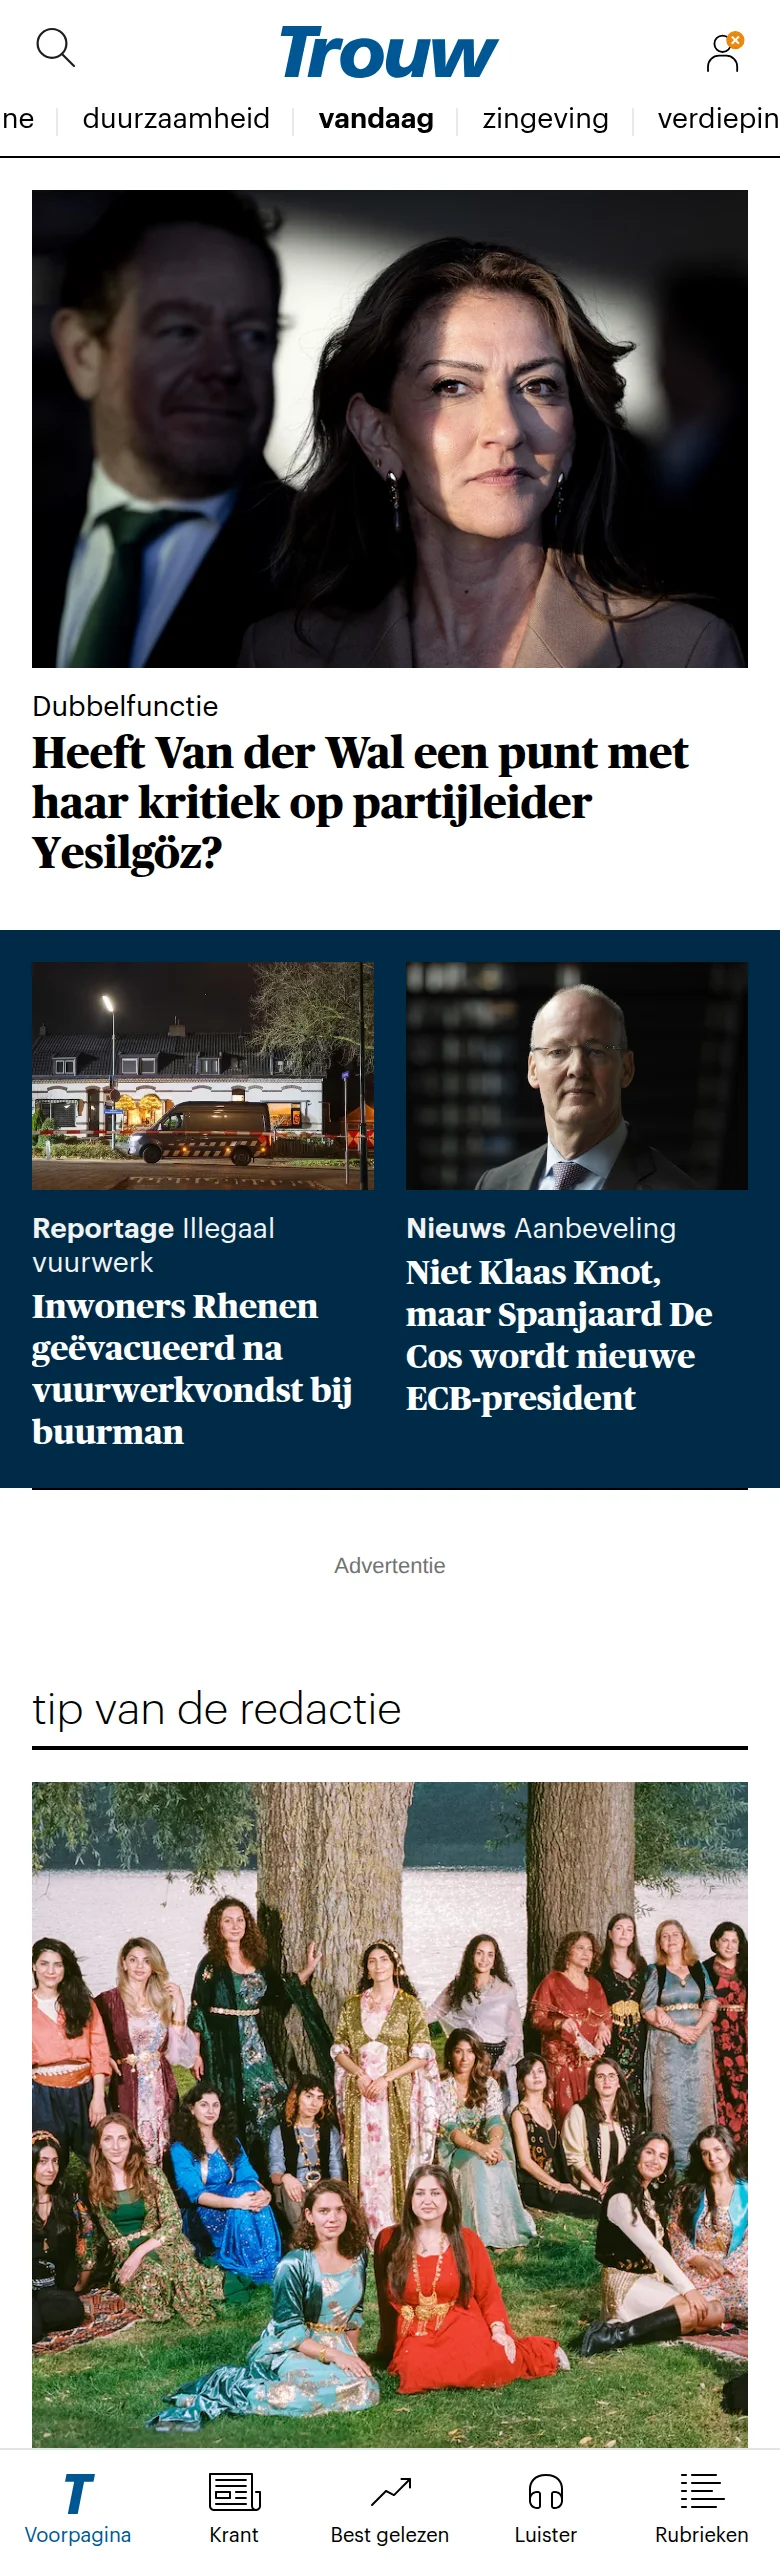 Trouw
ne duurzaamheid vandaag zingeving verdiepin
Dubbelfunctie
Heeft Van der Wal een punt met
haar kritiek op partijleider
Yesilgöz?
Reportage Illegaal
vuurwerk
Inwoners Rhenen
geëvacueerd na
vuurwerkvondst bij
buurman
Nieuws Aanbeveling
Niet Klaas Knot,
maar Spanjaard De
Cos wordt nieuwe
ECB-president
Advertentie
tip van de redactie
T
Voorpagina Krant Best gelezen Luister Rubrieken